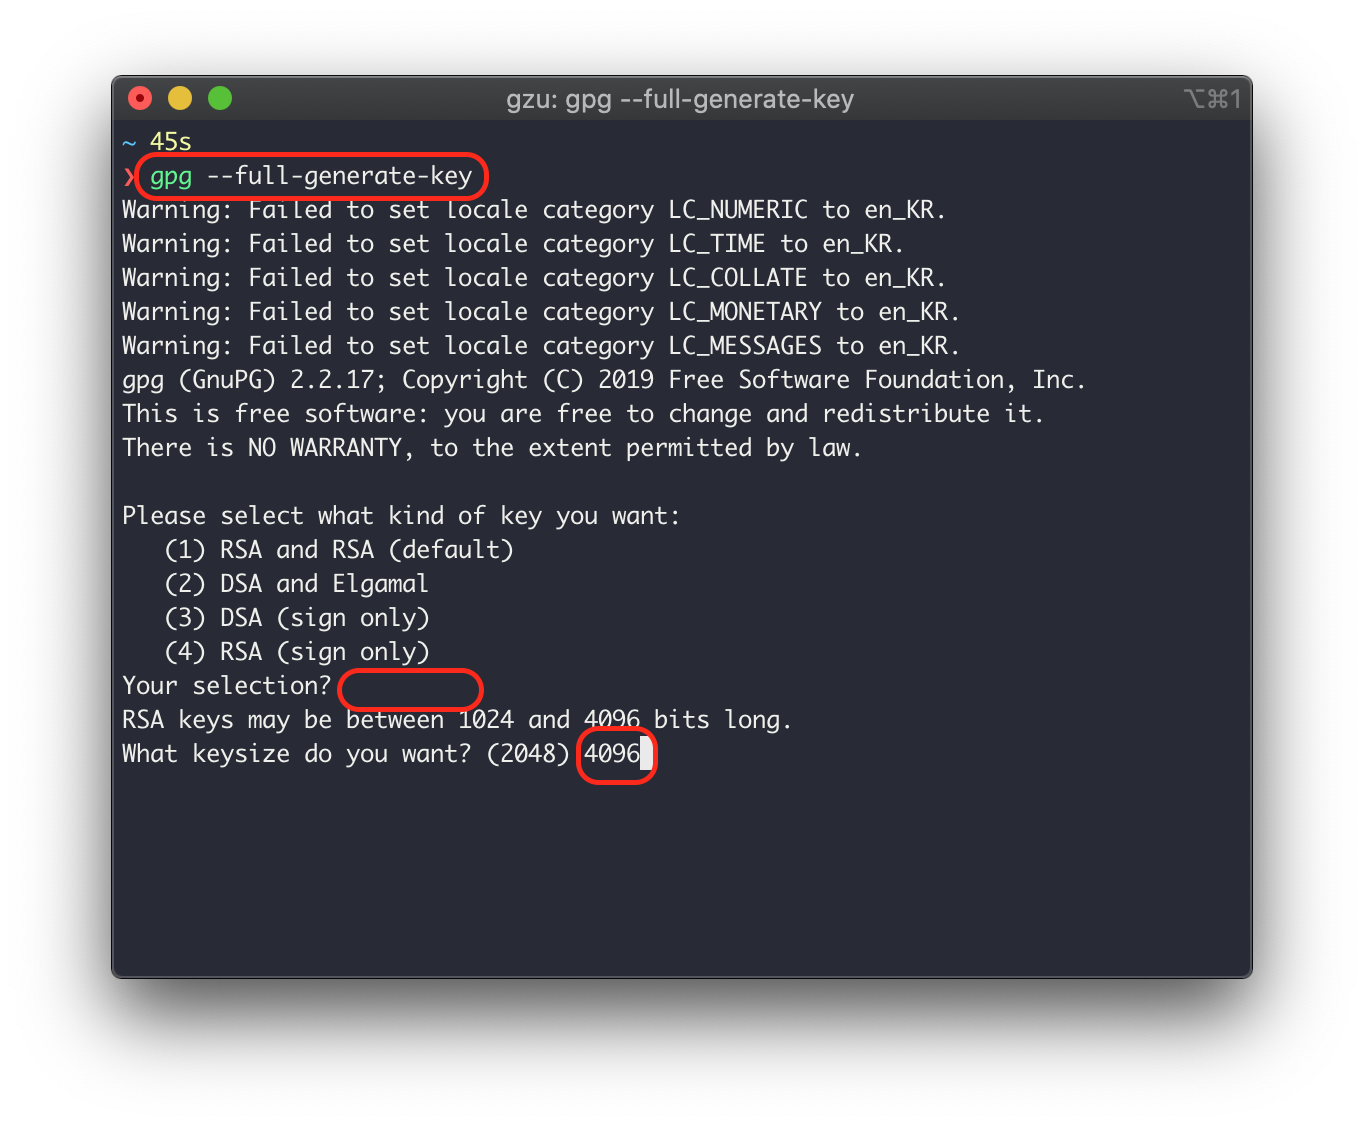 gzu: gpg --full-generate-key ⌥⌘1
~ 45s
❯ gpg --full-generate-key
Warning: Failed to set locale category LC_NUMERIC to en_KR.
Warning: Failed to set locale category LC_TIME to en_KR.
Warning: Failed to set locale category LC_COLLATE to en_KR.
Warning: Failed to set locale category LC_MONETARY to en_KR.
Warning: Failed to set locale category LC_MESSAGES to en_KR.
gpg (GnuPG) 2.2.17; Copyright (C) 2019 Free Software Foundation, Inc.
This is free software: you are free to change and redistribute it.
There is NO WARRANTY, to the extent permitted by law.

Please select what kind of key you want:
   (1) RSA and RSA (default)
   (2) DSA and Elgamal
   (3) DSA (sign only)
   (4) RSA (sign only)
Your selection?
RSA keys may be between 1024 and 4096 bits long.
What keysize do you want? (2048) 4096